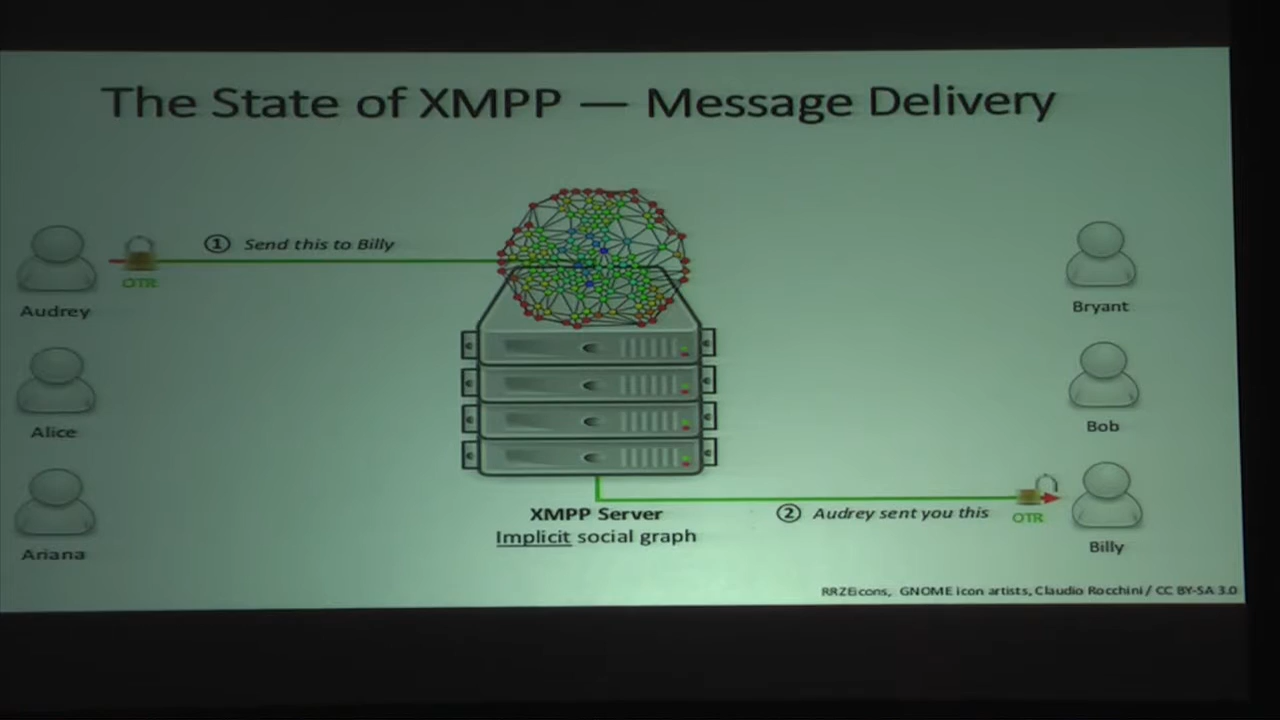 The State of XMPP — Message Delivery
① Send this to Billy
OTR
Audrey
Bryant
Alice
Bob
② Audrey sent you this
OTR
XMPP Server
Implicit social graph
Ariana
Billy
RRZEicons, GNOME icon artists, Claudio Rocchini / CC BY-SA 3.0